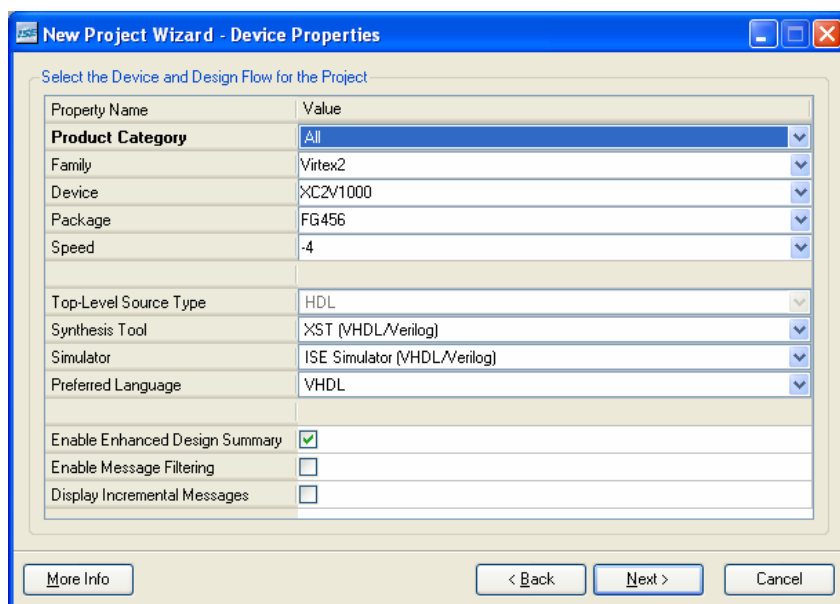 ISE New Project Wizard - Device Properties
Select the Device and Design Flow for the Project
Property Name Value
Product Category All
Family Virtex2
Device XC2V1000
Package FG456
Speed -4
Top-Level Source Type HDL
Synthesis Tool XST (VHDL/Verilog)
Simulator ISE Simulator (VHDL/Verilog)
Preferred Language VHDL
Enable Enhanced Design Summary
Enable Message Filtering
Display Incremental Messages
More Info < Back Next > Cancel